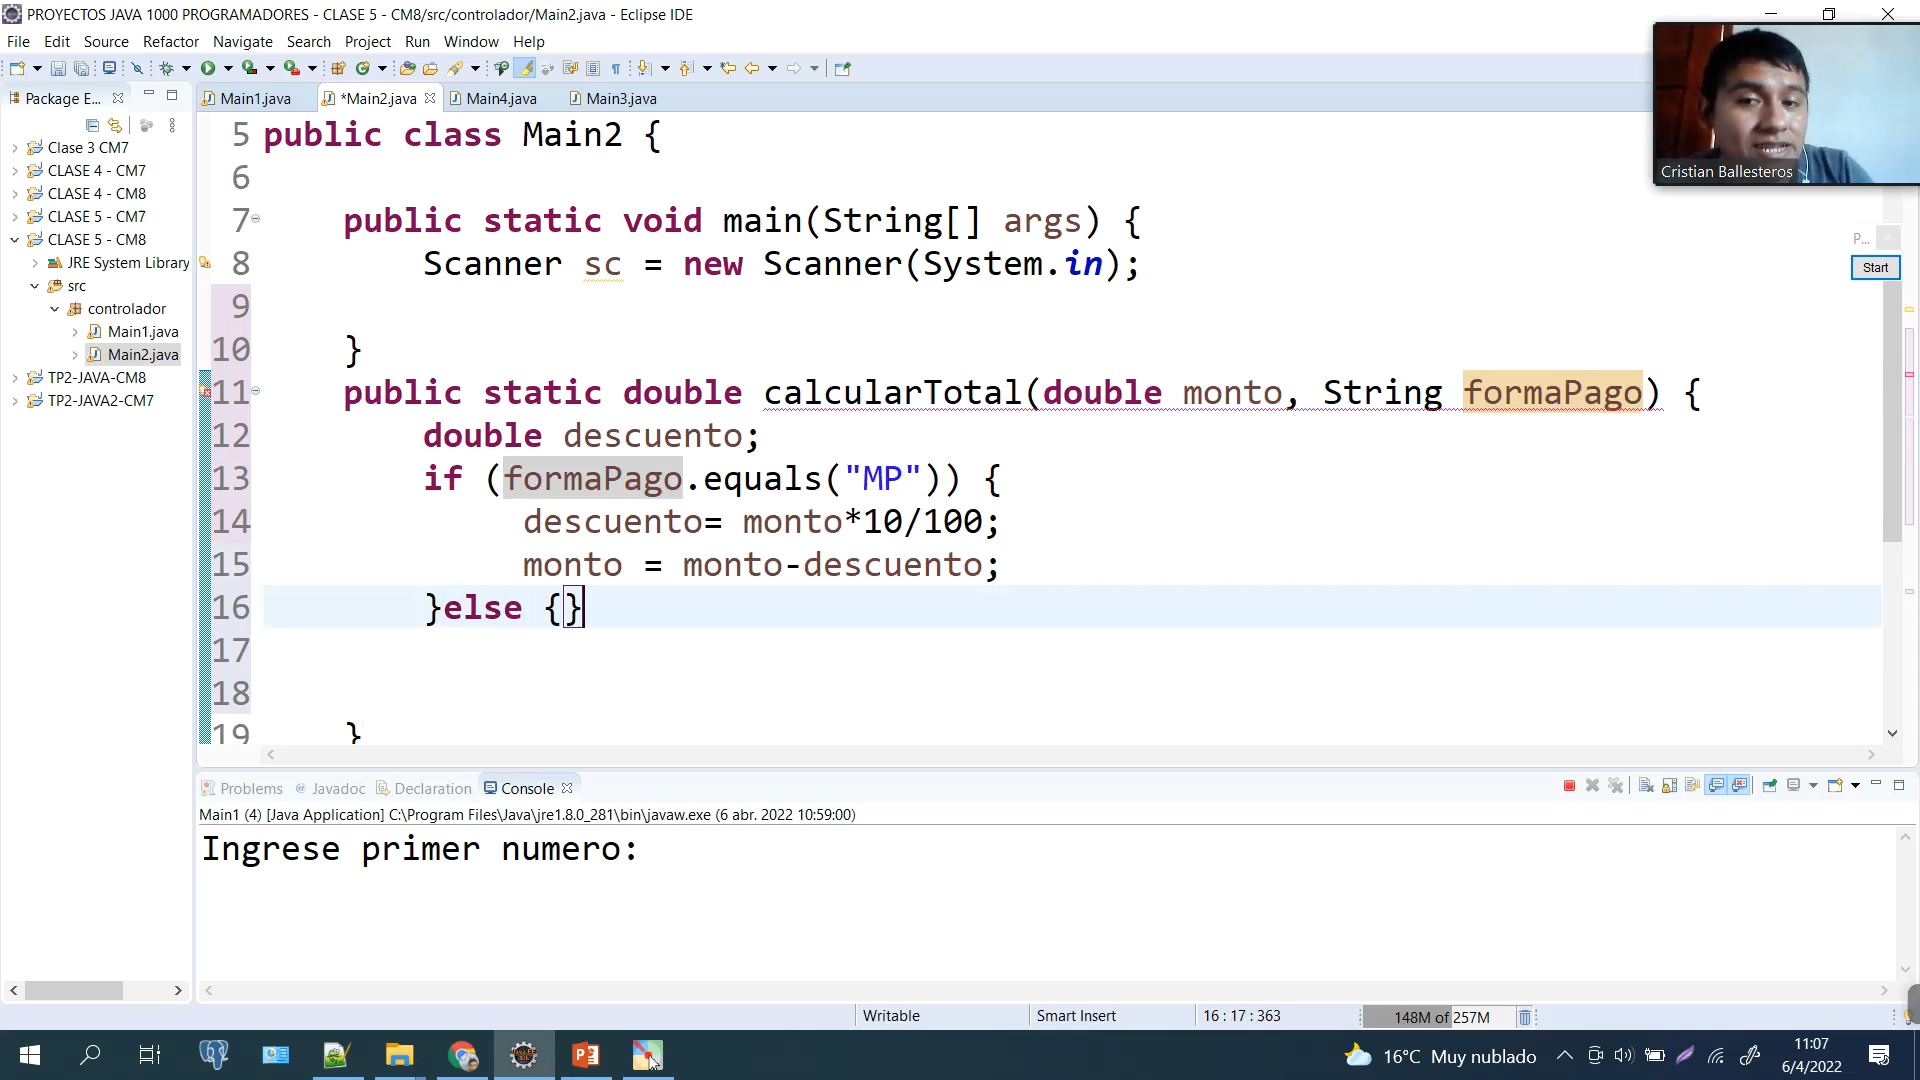 PROYECTOS JAVA 1000 PROGRAMADORES - CLASE 5 - CM8/src/controlador/Main2.java - Eclipse IDE
File Edit Source Refactor Navigate Search Project Run Window Help
Package E... Main1.java *Main2.java Main4.java Main3.java
Clase 3 CM7
CLASE 4 - CM7
CLASE 4 - CM8
CLASE 5 - CM7
CLASE 5 - CM8
JRE System Library
src
controlador
Main1.java
Main2.java
TP2-JAVA-CM8
TP2-JAVA2-CM7
5 public class Main2 {
6
7 public static void main(String[] args) {
8 Scanner sc = new Scanner(System.in);
9
10 }
11 public static double calcularTotal(double monto, String formaPago) {
12 double descuento;
13 if (formaPago.equals("MP")) {
14 descuento= monto*10/100;
15 monto = monto-descuento;
16 }else {}
17
18
19 }
Cristian Ballesteros
P...
Start
Problems @ Javadoc Declaration Console
Main1 (4) [Java Application] C:\Program Files\Java\jre1.8.0_281\bin\javaw.exe (6 abr. 2022 10:59:00)
Ingrese primer numero:
Writable Smart Insert 16 : 17 : 363 148M of 257M
16°C Muy nublado 11:07
6/4/2022